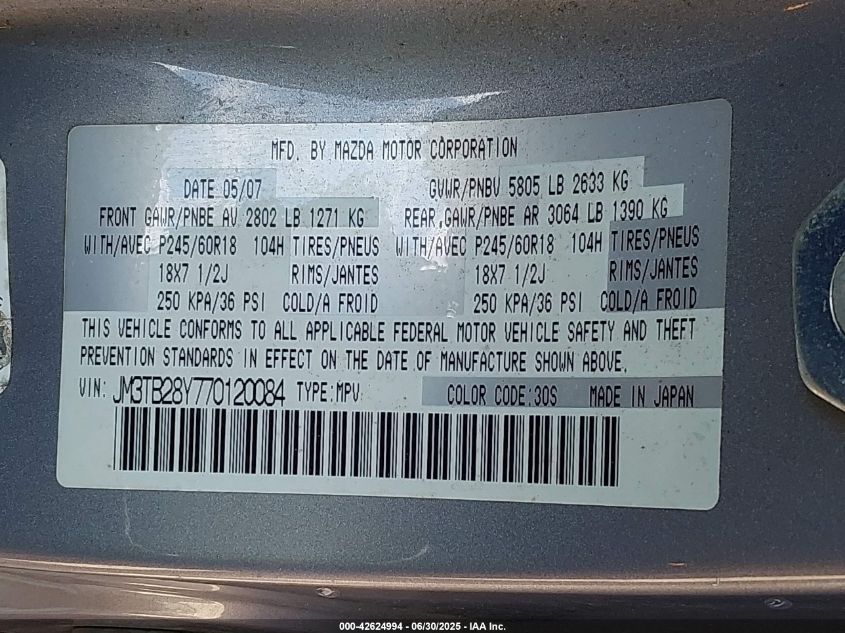 MFD. BY MAZDA MOTOR CORPORATION
DATE 05/07 GVWR/PNBV 5805 LB 2633 KG
FRONT GAWR/PNBE AV 2802 LB 1271 KG REAR,GAWR/PNBE AR 3064 LB 1390 KG
WITH/AVEC P245/60R18 104H TIRES/PNEUS WITH/AVEC P245/60R18 104H TIRES/PNEUS
18X7 1/2J RIMS/JANTES 18X7 1/2J RIMS/JANTES
250 KPA/36 PSI COLD/A FROID 250 KPA/36 PSI COLD/A FROID
THIS VEHICLE CONFORMS TO ALL APPLICABLE FEDERAL MOTOR VEHICLE SAFETY AND THEFT
PREVENTION STANDARDS IN EFFECT ON THE DATE OF MANUFACTURE SHOWN ABOVE.
VIN: JM3TB28Y770120084 TYPE:MPV COLOR CODE:30S MADE IN JAPAN
000-42624994 - 06/30/2025 - IAA Inc.